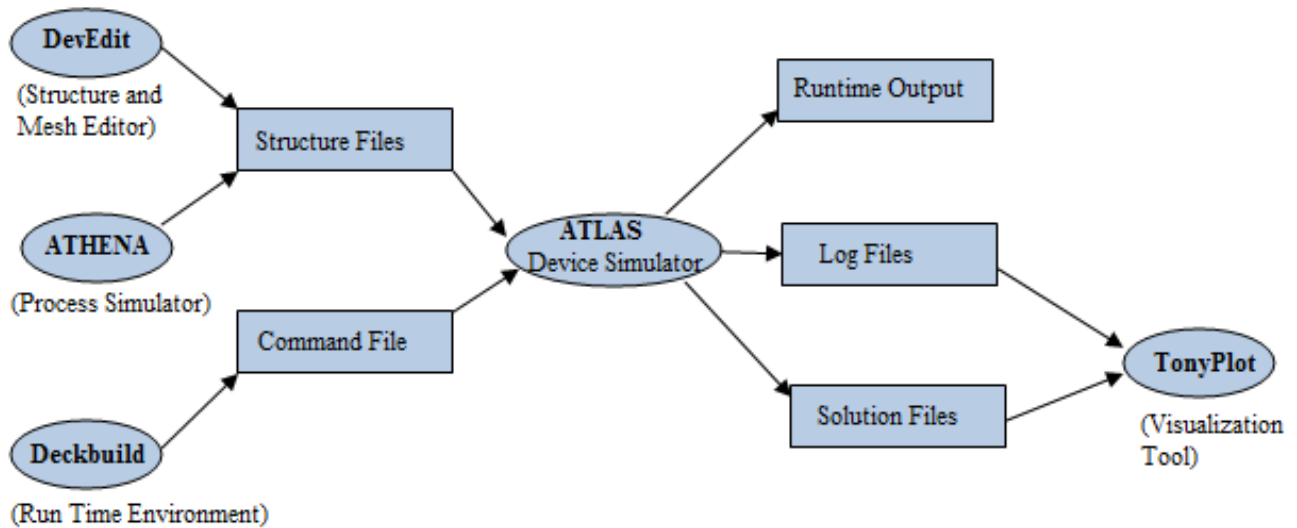 DevEdit
(Structure and
Mesh Editor)
Structure Files
ATHENA
(Process Simulator)
Command File
Deckbuild
(Run Time Environment)
ATLAS
Device Simulator
Runtime Output
Log Files
Solution Files
TonyPlot
(Visualization
Tool)